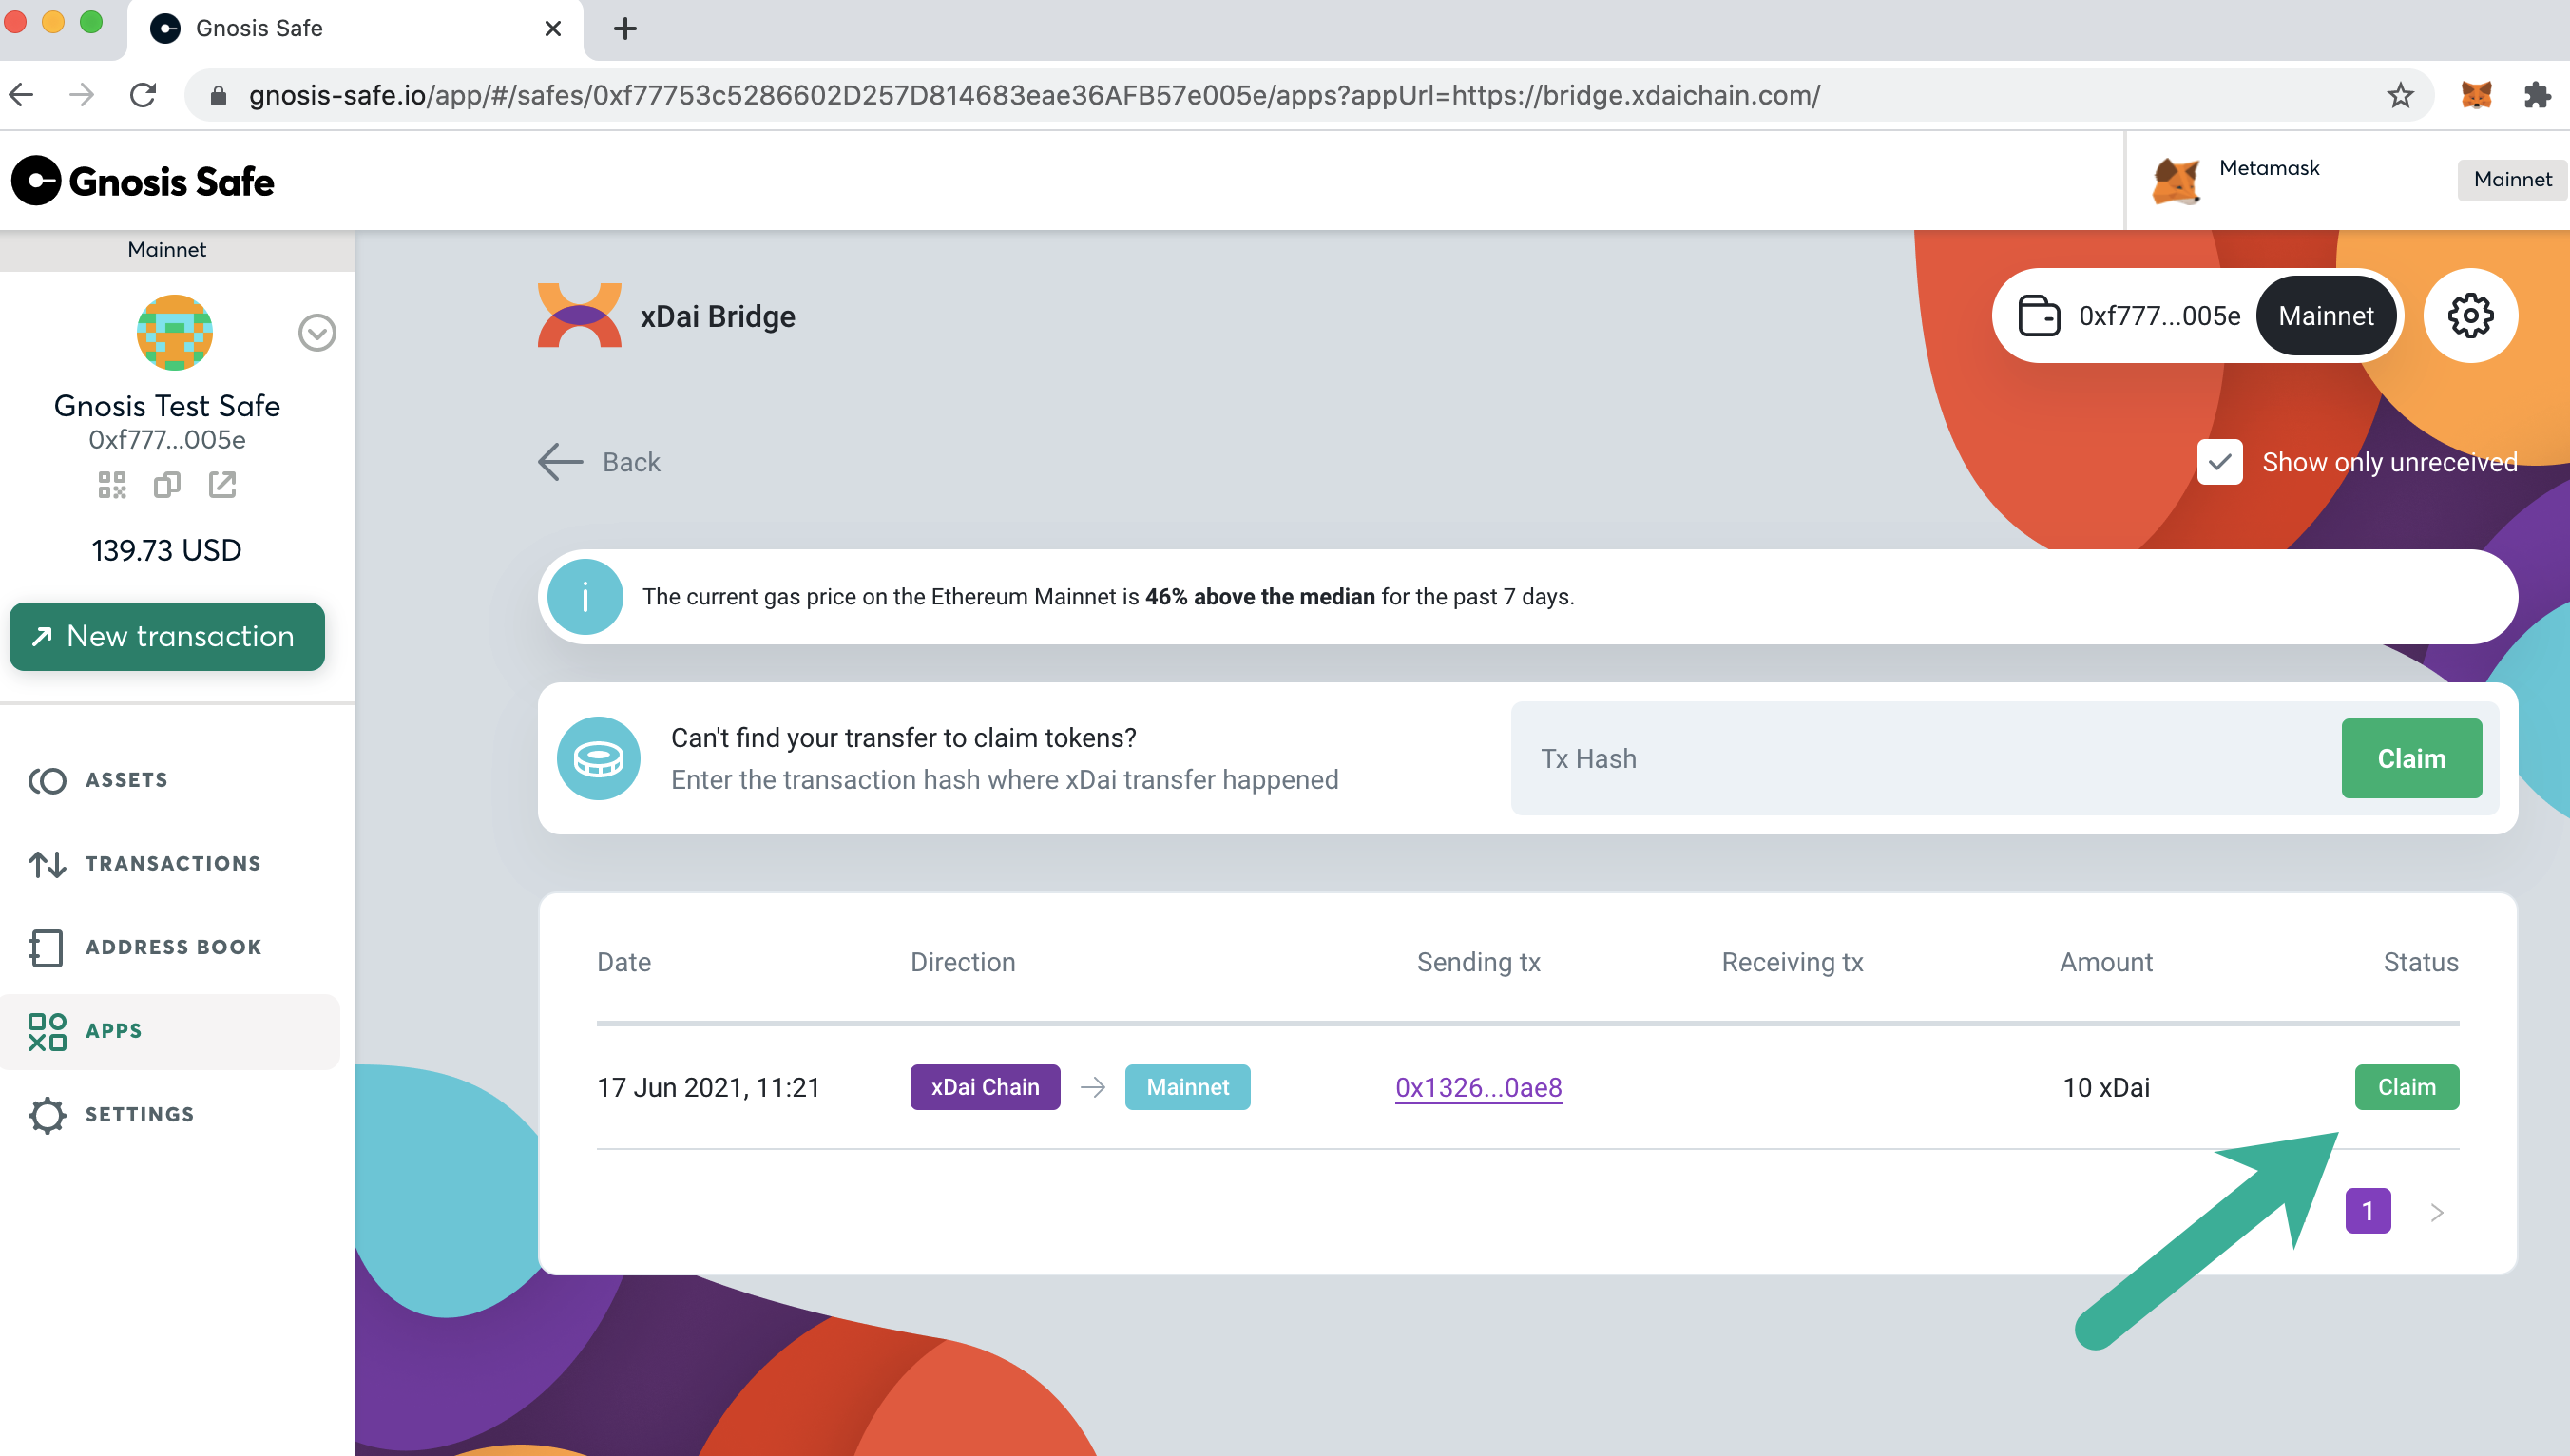 Gnosis Safe
gnosis-safe.io/app/#/safes/0xf77753c5286602D257D814683eae36AFB57e005e/apps?appUrl=https://bridge.xdaichain.com/
Gnosis Safe
Metamask
Mainnet
Mainnet
Gnosis Test Safe
0xf777...005e
139.73 USD
New transaction
ASSETS
TRANSACTIONS
ADDRESS BOOK
APPS
SETTINGS
xDai Bridge
0xf777...005e
Mainnet
Back
Show only unreceived
i
The current gas price on the Ethereum Mainnet is 46% above the median for the past 7 days.
Can't find your transfer to claim tokens?
Enter the transaction hash where xDai transfer happened
Tx Hash
Claim
Date Direction Sending tx Receiving tx Amount Status
17 Jun 2021, 11:21 xDai Chain Mainnet 0x1326...0ae8 10 xDai Claim
1